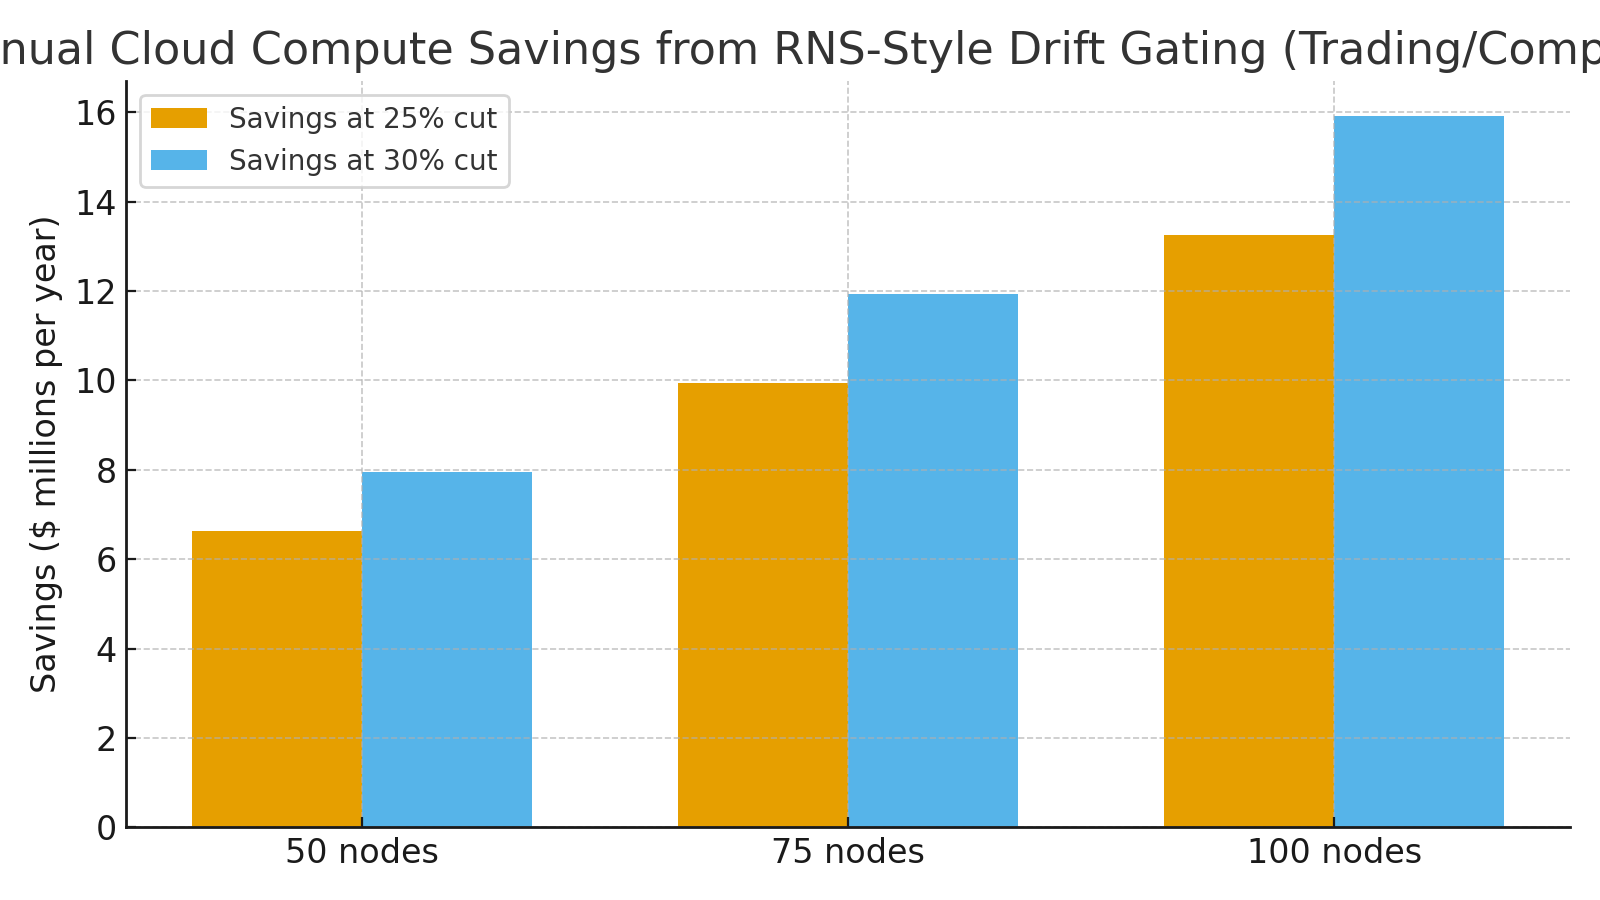 nual Cloud Compute Savings from RNS-Style Drift Gating (Trading/Comp
Savings at 25% cut
Savings at 30% cut
Savings ($ millions per year)
16
14
12
10
8
6
4
2
0
50 nodes 75 nodes 100 nodes